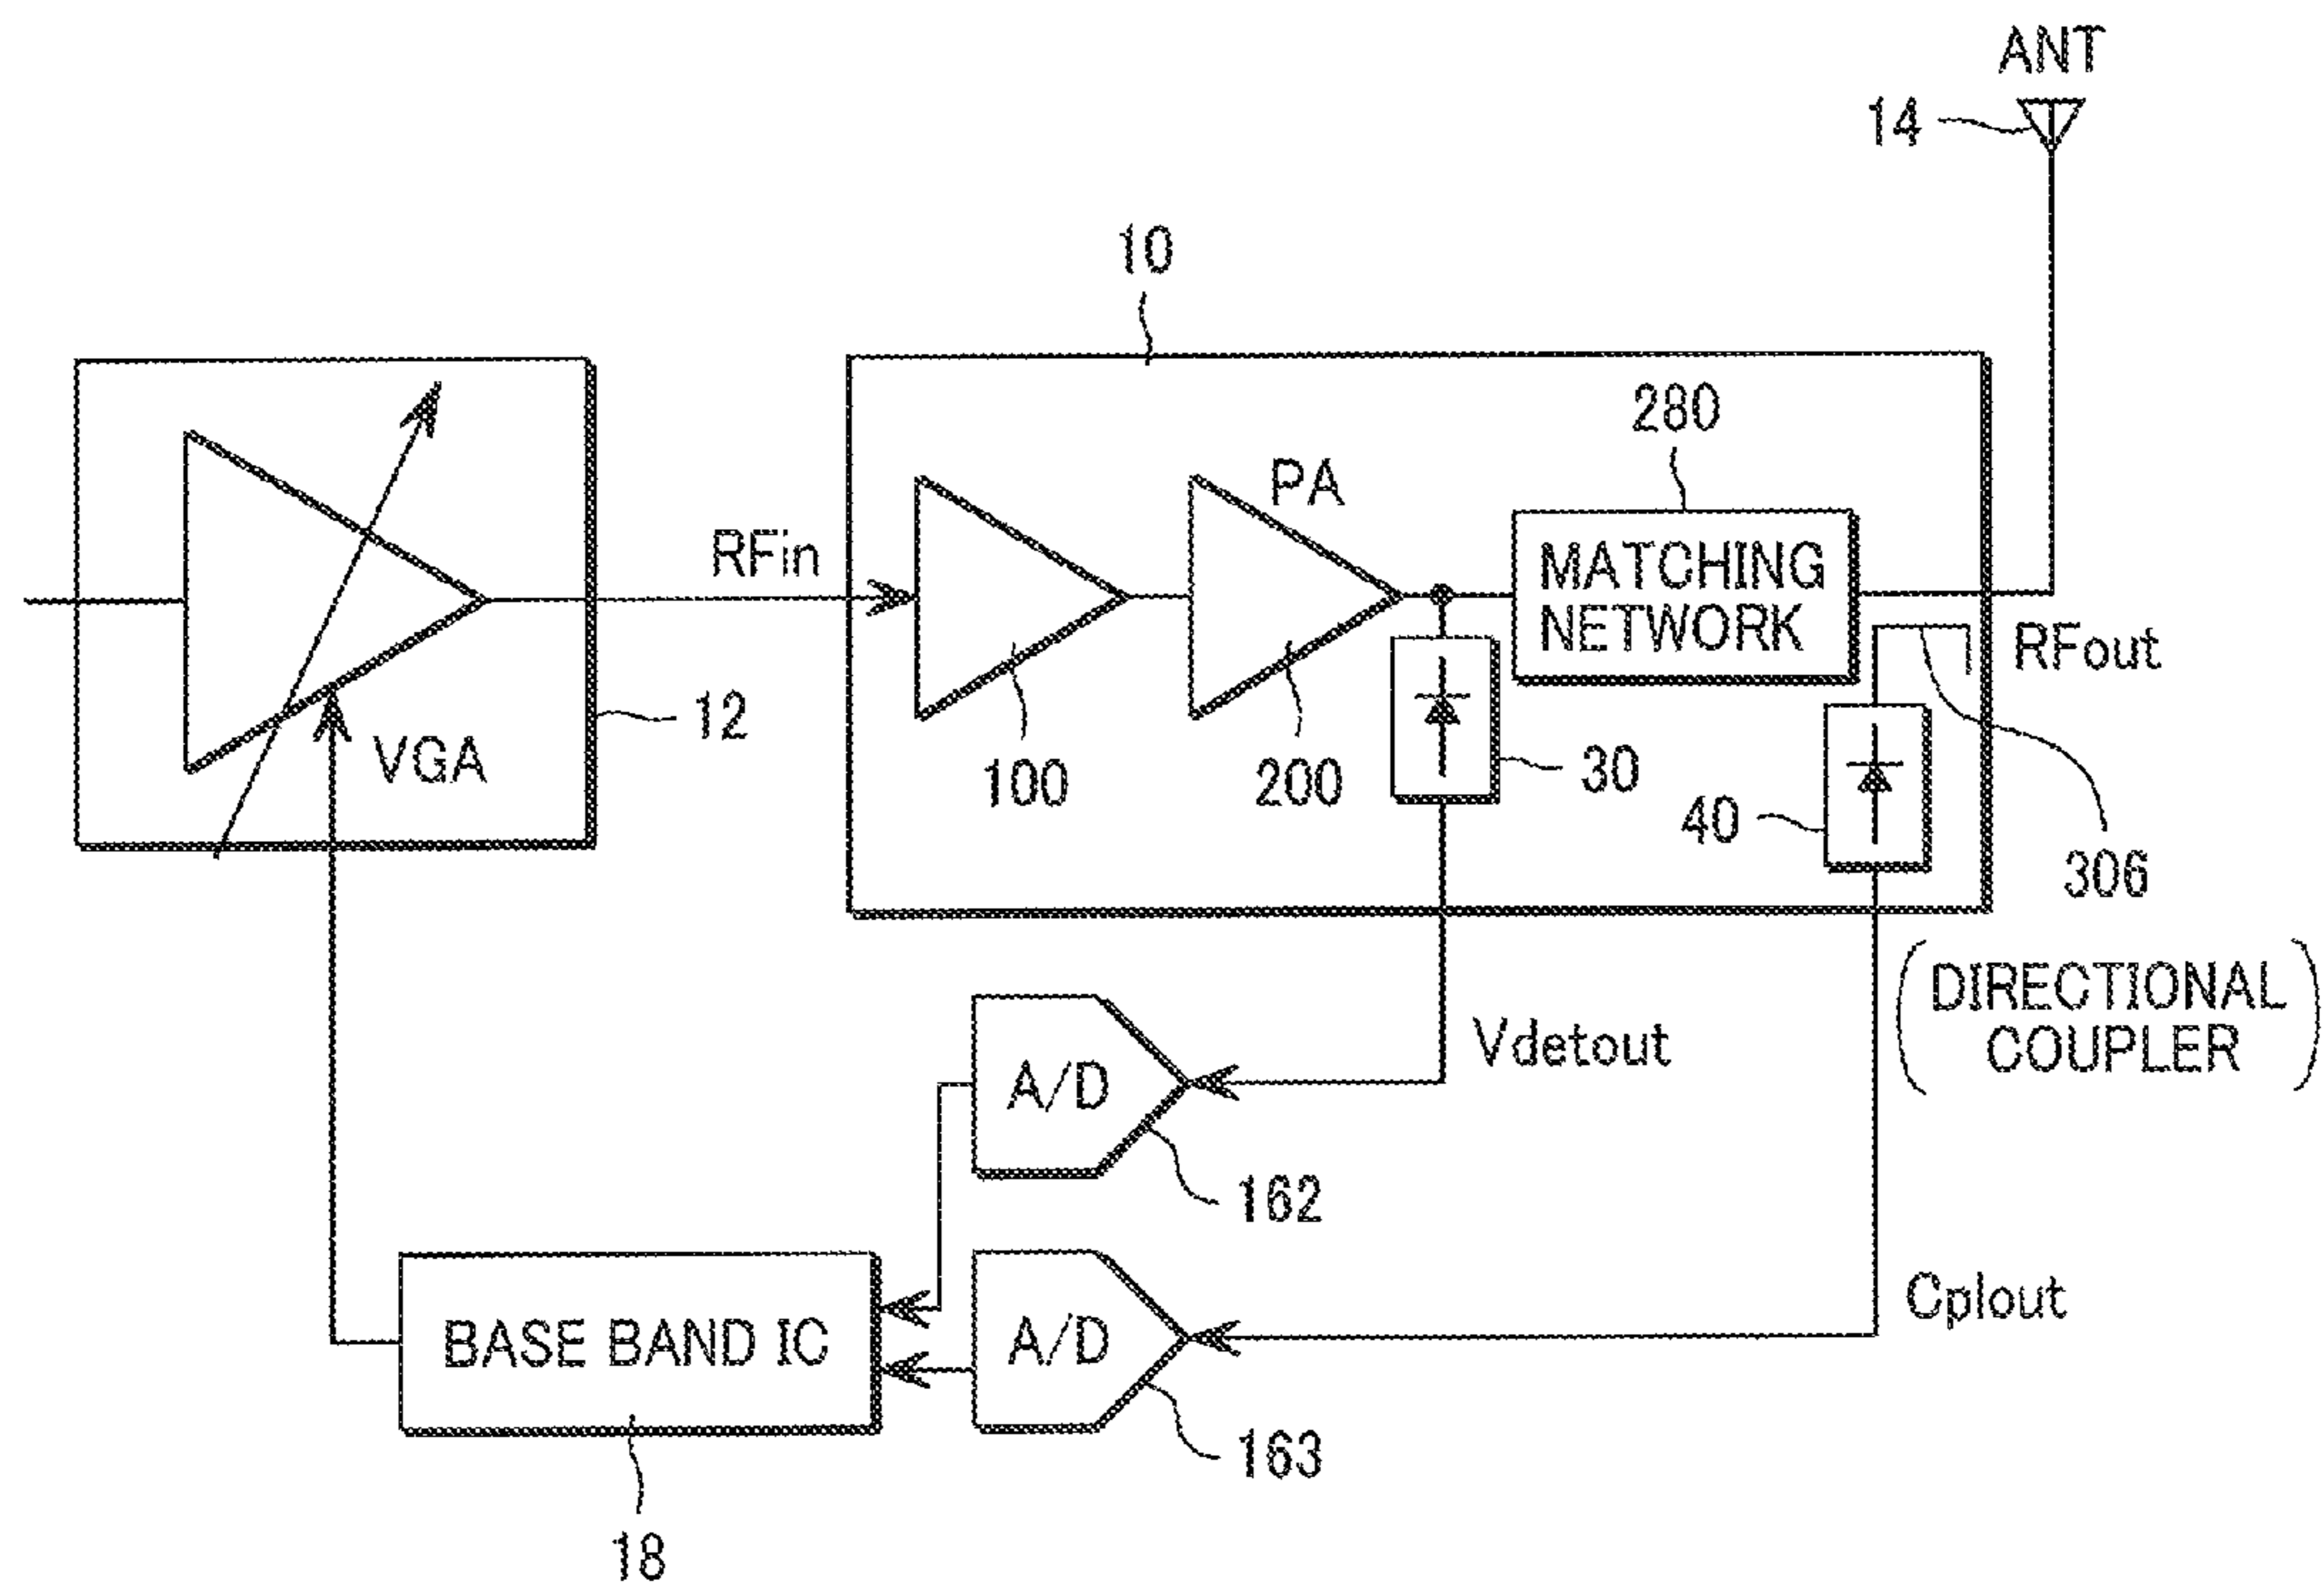 ANT
14
10
280
PA
RFin
MATCHING
NETWORK
RFout
12
VGA
100
200
30
40
306
(DIRECTIONAL
COUPLER)
Vdetout
A/D
162
Cplout
BASE BAND IC
A/D
163
18